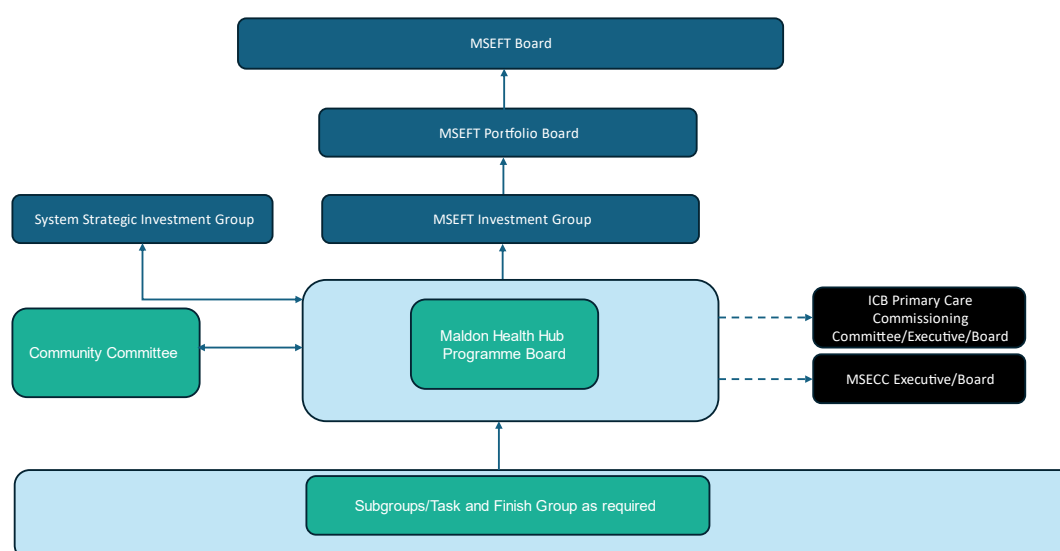 MSEFT Board
MSEFT Portfolio Board
System Strategic Investment Group
MSEFT Investment Group
Community Committee
Maldon Health Hub
Programme Board
ICB Primary Care
Commissioning
Committee/Executive/Board
MSECC Executive/Board
Subgroups/Task and Finish Group as required